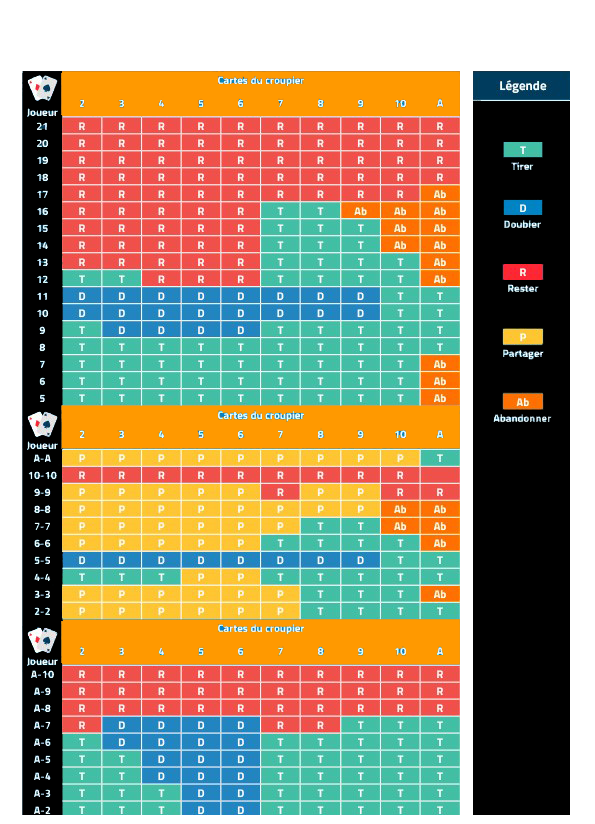 Cartes du croupier
2 3 4 5 6 7 8 9 10 A
Joueur
21 R R R R R R R R R R
20 R R R R R R R R R R
19 R R R R R R R R R R
18 R R R R R R R R R R
17 R R R R R R R R R Ab
16 R R R R R T T Ab Ab Ab
15 R R R R R T T T Ab Ab
14 R R R R R T T T Ab Ab
13 R R R R R T T T T Ab
12 T T R R R T T T T Ab
11 D D D D D D D D T T
10 D D D D D D D D T T
9 T D D D D T T T T T
8 T T T T T T T T T T
7 T T T T T T T T T Ab
6 T T T T T T T T T Ab
5 T T T T T T T T T Ab
Cartes du croupier
2 3 4 5 6 7 8 9 10 A
Joueur
A-A P P P P P P P P P T
10-10 R R R R R R R R R
9-9 P P P P P R P P R R
8-8 P P P P P P P P Ab Ab
7-7 P P P P P P T T Ab Ab
6-6 P P P P P T T T T Ab
5-5 D D D D D D D D T T
4-4 T T T P P T T T T T
3-3 P P P P P P T T T Ab
2-2 P P P P P P T T T T
Cartes du croupier
2 3 4 5 6 7 8 9 10 A
Joueur
A-10 R R R R R R R R R R
A-9 R R R R R R R R R R
A-8 R R R R R R R R R R
A-7 R D D D D R R T T T
A-6 T D D D D T T T T T
A-5 T T D D D T T T T T
A-4 T T D D D T T T T T
A-3 T T T D D T T T T T
A-2 T T T D D T T T T T
Légende
T
Tirer
D
Doubler
R
Rester
P
Partager
Ab
Abandonner